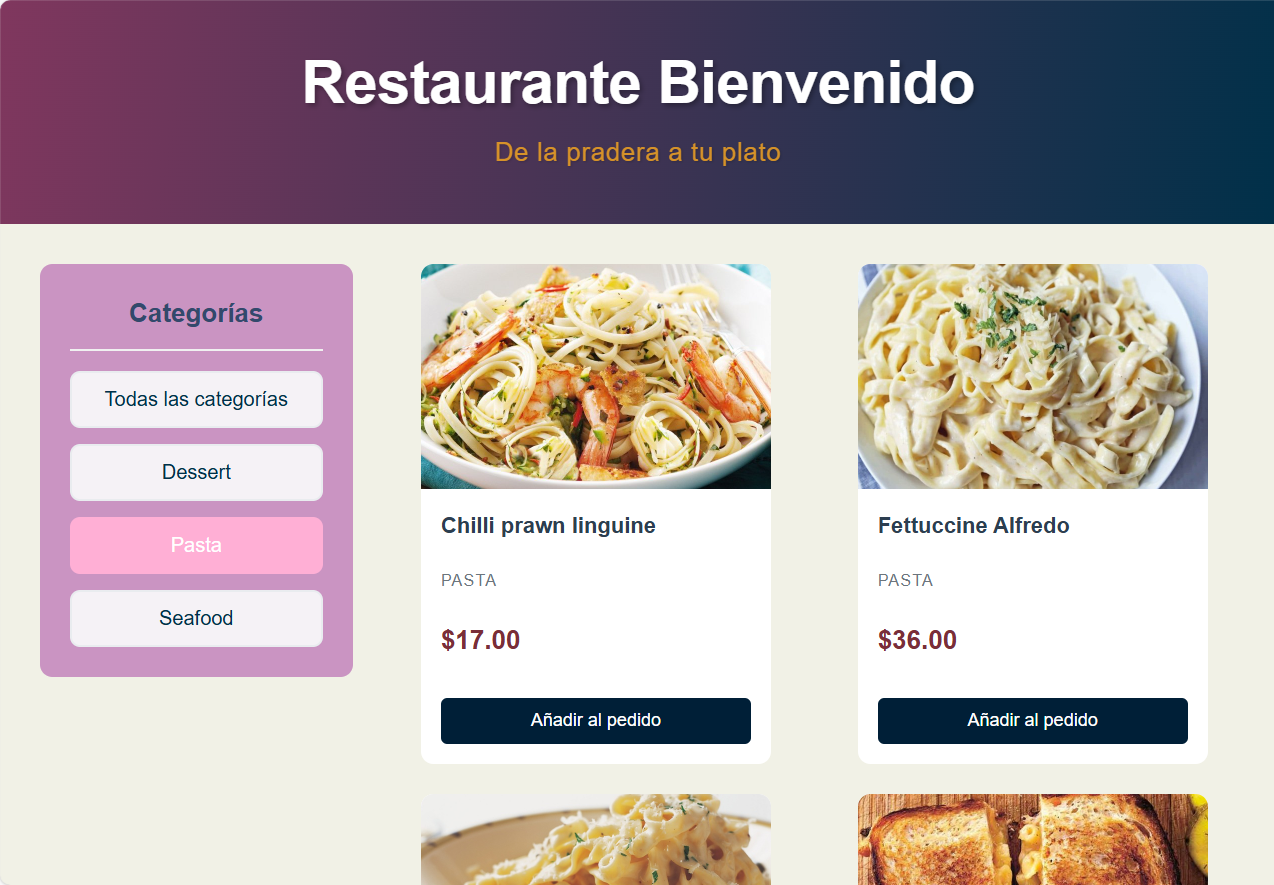 Restaurante Bienvenido
De la pradera a tu plato
Categorías
Todas las categorías
Dessert
Pasta
Seafood
Chilli prawn linguine
PASTA
$17.00
Añadir al pedido
Fettuccine Alfredo
PASTA
$36.00
Añadir al pedido